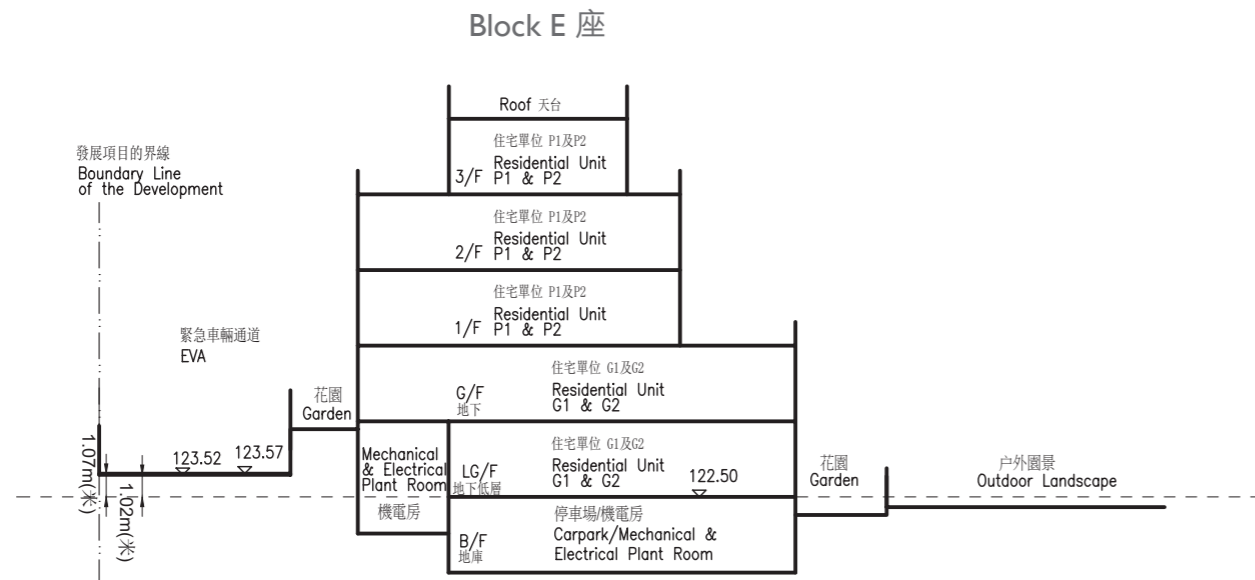 Block E 座
Roof 天台
發展項目的界線
Boundary Line
of the Development
住宅單位 P1及P2
Residential Unit
3/F P1 & P2
住宅單位 P1及P2
Residential Unit
2/F P1 & P2
住宅單位 P1及P2
Residential Unit
1/F P1 & P2
緊急車輛通道
EVA
住宅單位 G1及G2
G/F Residential Unit
地下 G1 & G2
花園
Garden
1.07m(米)
1.02m(米)
123.52
123.57
Mechanical
& Electrical
Plant Room
機電房
住宅單位 G1及G2
LG/F Residential Unit
地下低層 G1 & G2
122.50
花園
Garden
户外園景
Outdoor Landscape
停車場/機電房
B/F Carpark/Mechanical &
地庫 Electrical Plant Room